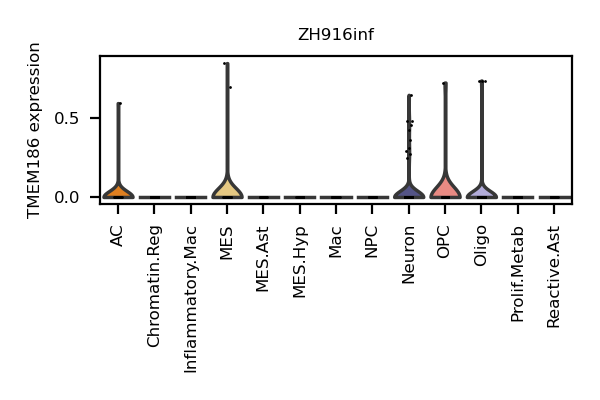 ZH916inf
TMEM186 expression
0.5
0.0
AC
Chromatin.Reg
Inflammatory.Mac
MES
MES.Ast
MES.Hyp
Mac
NPC
Neuron
OPC
Oligo
Prolif.Metab
Reactive.Ast